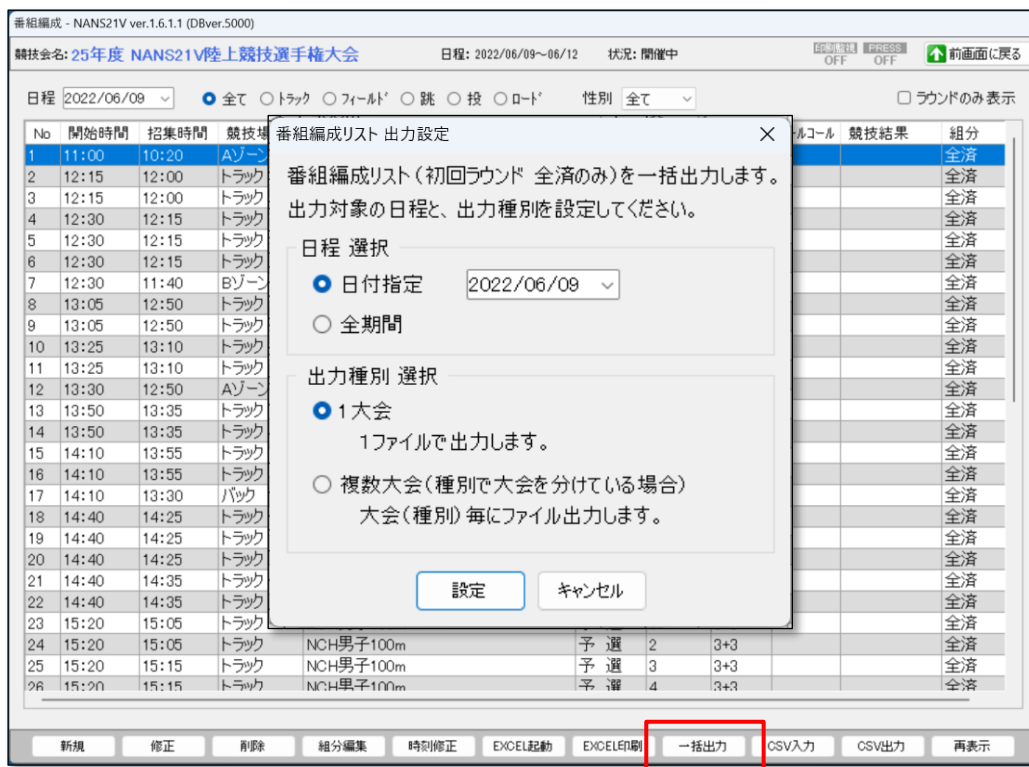 番組編成 - NANS21V ver.1.6.1.1 (DBver.5000)
競技会名: 25年度 NANS21V陸上競技選手権大会 日程: 2022/06/09～06/12 状況: 開催中 印刷監視 OFF PRESS OFF 前画面に戻る
日程 2022/06/09 全て トラック フィールド 跳 投 ロード 性別 全て ラウンドのみ表示
No 開始時間 招集時間 競技場 ールコール 競技結果 組分
番組編成リスト 出力設定
番組編成リスト(初回ラウンド 全済のみ)を一括出力します。
出力対象の日程と、出力種別を設定してください。
日程 選択
日付指定 2022/06/09
全期間
出力種別 選択
1大会
1ファイルで出力します。
複数大会(種別で大会を分けている場合)
大会(種別)毎にファイル出力します。
設定 キャンセル
1 11:00 10:20 Aゾーン 全済
2 12:15 12:00 トラック 全済
3 12:15 12:00 トラック 全済
4 12:30 12:15 トラック 全済
5 12:30 12:15 トラック 全済
6 12:30 12:15 トラック 全済
7 12:30 11:40 Bゾーン 全済
8 13:05 12:50 トラック 全済
9 13:05 12:50 トラック 全済
10 13:25 13:10 トラック 全済
11 13:25 13:10 トラック 全済
12 13:30 12:50 Aゾーン 全済
13 13:50 13:35 トラック 全済
14 13:50 13:35 トラック 全済
15 14:10 13:55 トラック 全済
16 14:10 13:55 トラック 全済
17 14:10 13:30 バック 全済
18 14:40 14:25 トラック 全済
19 14:40 14:25 トラック 全済
20 14:40 14:25 トラック 全済
21 14:40 14:35 トラック 全済
22 14:40 14:35 トラック 全済
23 15:20 15:05 トラック 全済
24 15:20 15:05 トラック NCH男子100m 予 選 2 3+3 全済
25 15:20 15:15 トラック NCH男子100m 予 選 3 3+3 全済
26 15:20 15:15 トラック NCH男子100m 予 選 4 3+3 全済
新規 修正 削除 組分編集 時刻修正 EXCEL起動 EXCEL印刷 一括出力 CSV入力 CSV出力 再表示